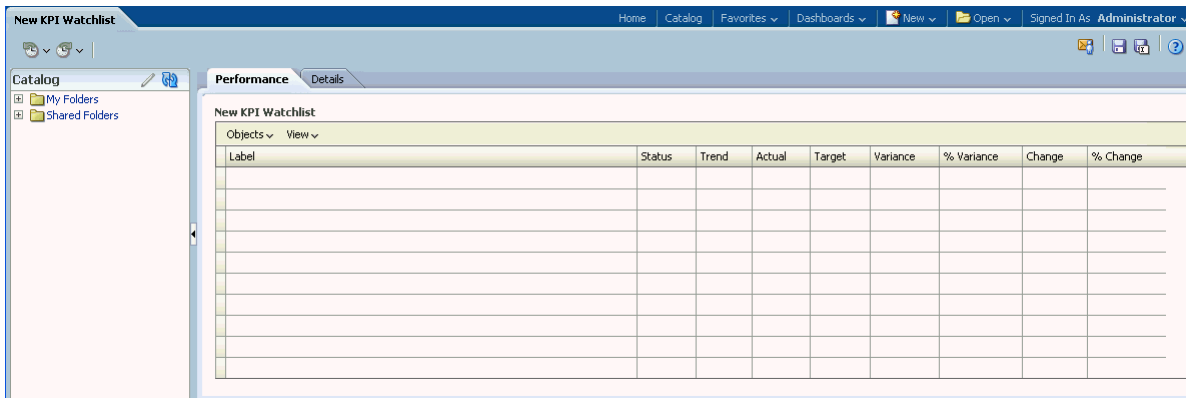 New KPI Watchlist Home Catalog Favorites Dashboards New Open Signed In As Administrator
Catalog
My Folders
Shared Folders
Performance Details
New KPI Watchlist
Objects View
Label Status Trend Actual Target Variance % Variance Change % Change